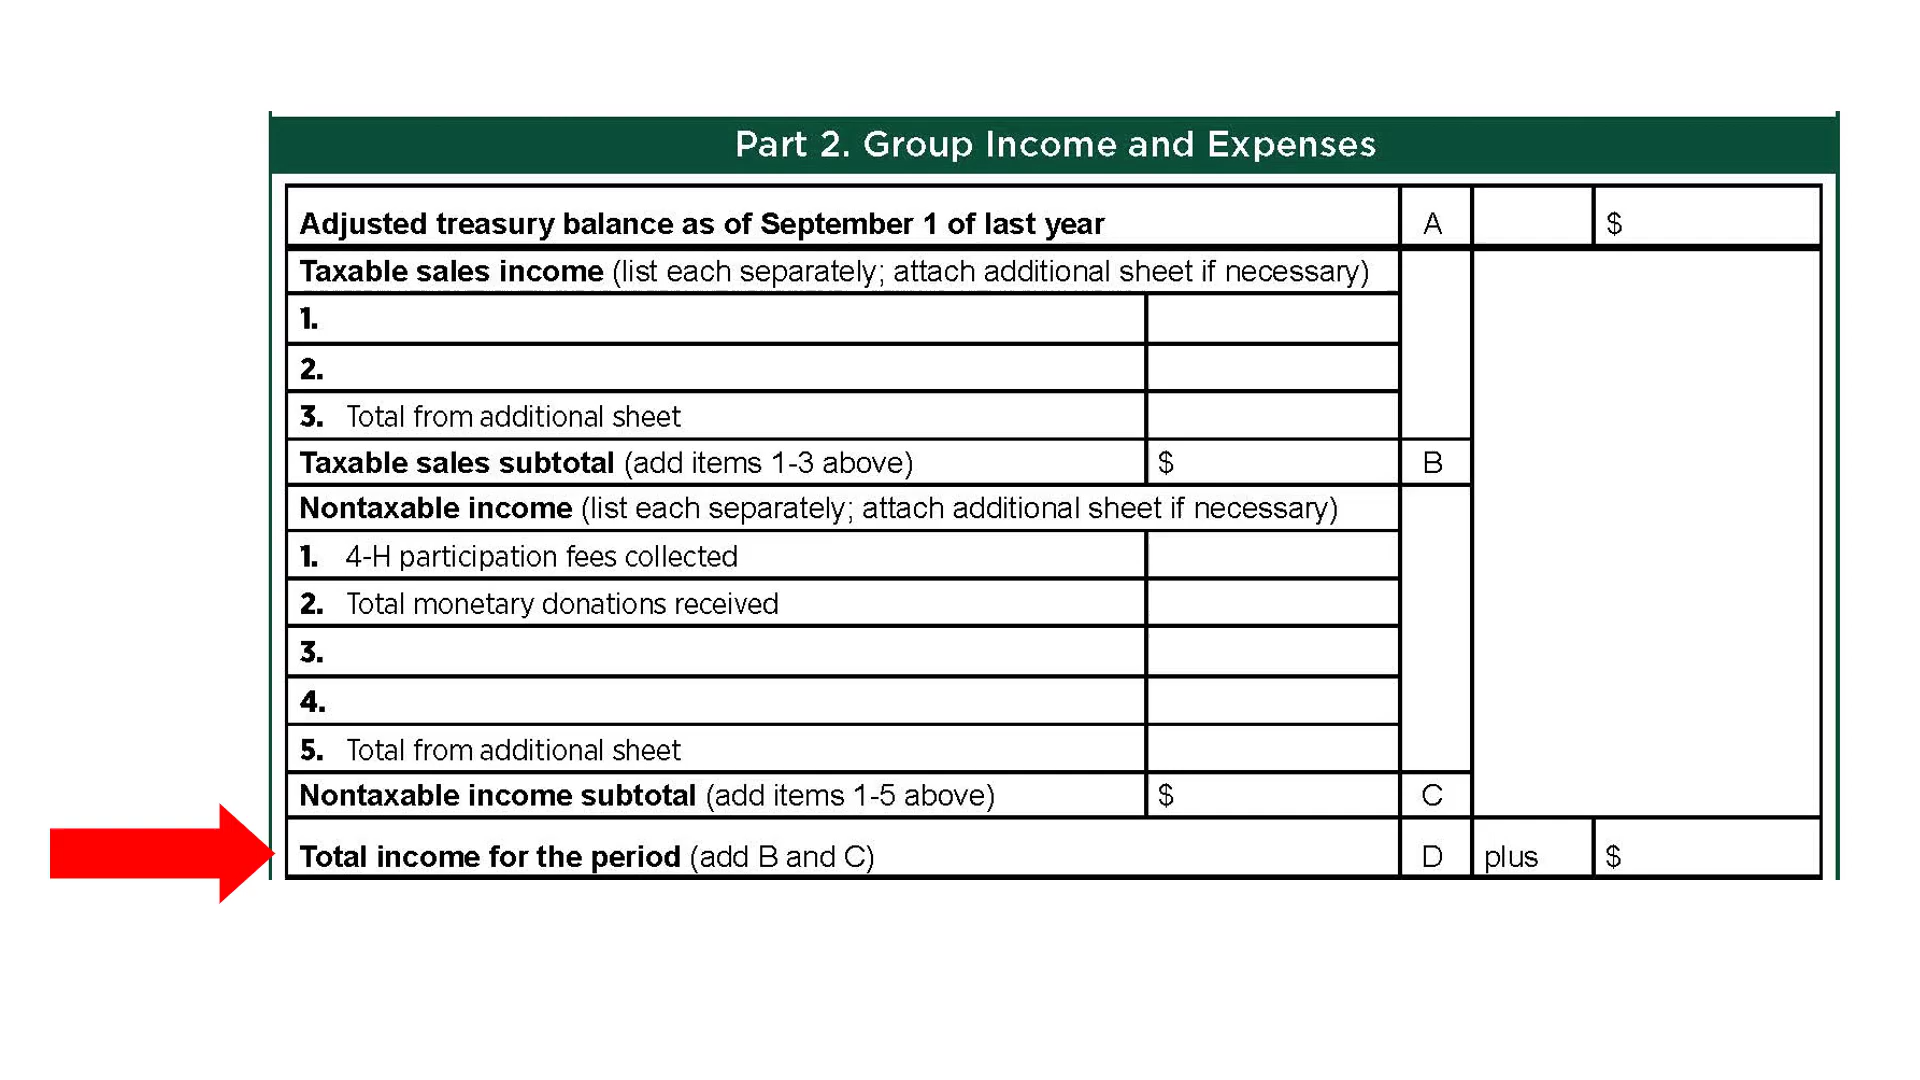 Part 2. Group Income and Expenses
Adjusted treasury balance as of September 1 of last year A $
Taxable sales income (list each separately; attach additional sheet if necessary)
1.
2.
3. Total from additional sheet
Taxable sales subtotal (add items 1-3 above) $ B
Nontaxable income (list each separately; attach additional sheet if necessary)
1. 4-H participation fees collected
2. Total monetary donations received
3.
4.
5. Total from additional sheet
Nontaxable income subtotal (add items 1-5 above) $ C
Total income for the period (add B and C) D plus $